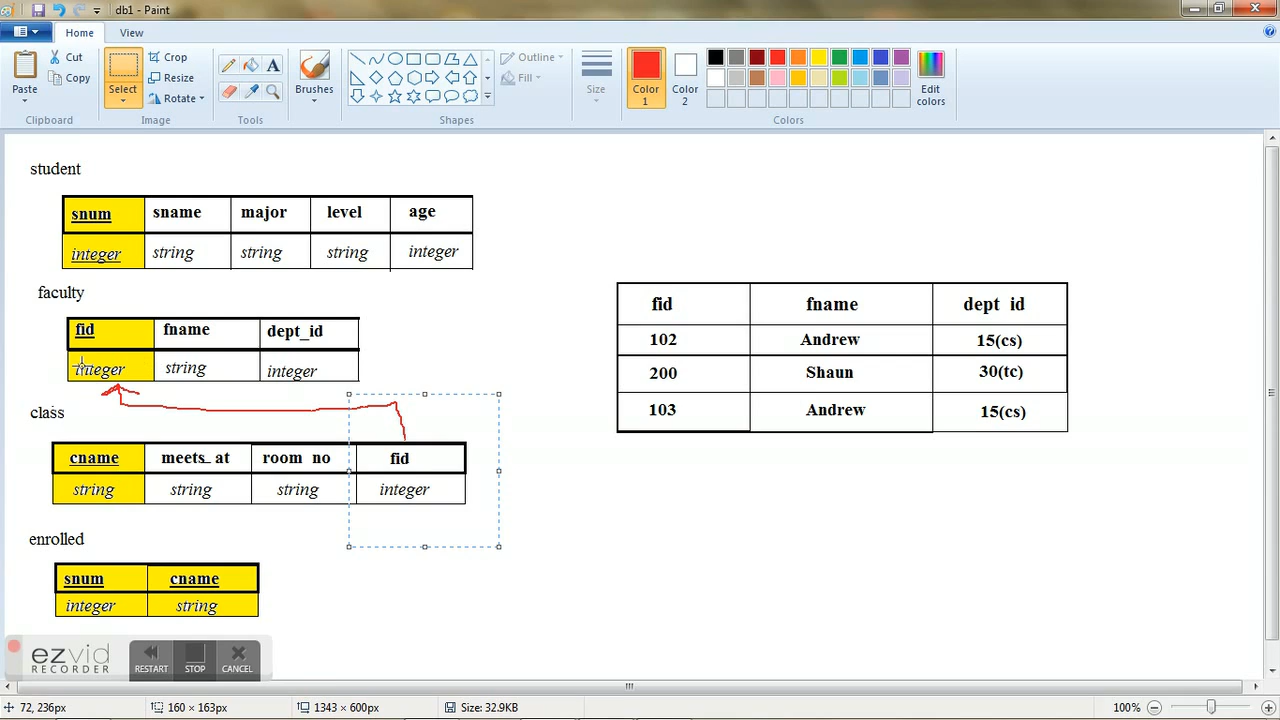 db1 - Paint
Home View
Paste Cut Copy Clipboard
Select Crop Resize Rotate Image
Tools
Brushes
Outline Fill Shapes
Size
Color 1 Color 2 Edit colors Colors
student
snum sname major level age
integer string string string integer
faculty
fid fname dept_id
integer string integer
class
cname meets_at room no fid
string string string integer
enrolled
snum cname
integer string
fid fname dept id
102 Andrew 15(cs)
200 Shaun 30(tc)
103 Andrew 15(cs)
ezvid RECORDER
RESTART STOP CANCEL
72, 236px 160 × 163px 1343 × 600px Size: 32.9KB 100%